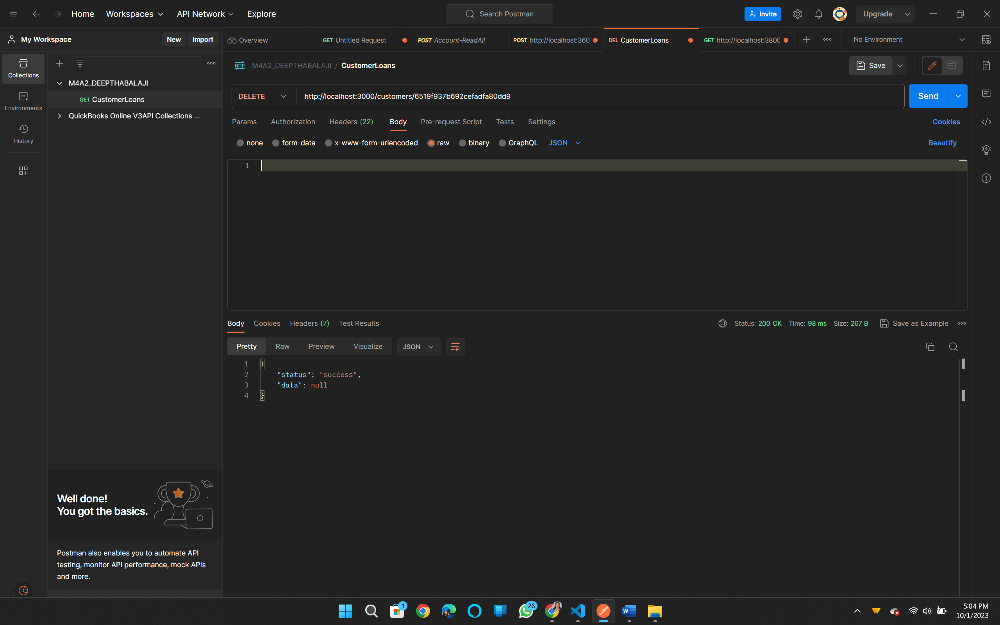 Home Workspaces API Network Explore Search Postman Invite Upgrade
My Workspace New Import Overview GET Untitled Request POST Account-ReadAll POST http://localhost:360 DEL CustomerLoans GET http://localhost:3800 No Environment
Collections
Environments
History
M4A2_DEEPTHABALAJI
GET CustomerLoans
QuickBooks Online V3API Collections ...
HTTP M4A2_DEEPTHABALAJI / CustomerLoans Save
DELETE http://localhost:3000/customers/6519f937b692cefadfa80dd9 Send
Params Authorization Headers (22) Body Pre-request Script Tests Settings Cookies
none form-data x-www-form-urlencoded raw binary GraphQL JSON Beautify
1
Body Cookies Headers (7) Test Results Status: 200 OK Time: 98 ms Size: 267 B Save as Example
Pretty Raw Preview Visualize JSON
1 {
2 "status": "success",
3 "data": null
4 }
Well done!
You got the basics.
Postman also enables you to automate API
testing, monitor API performance, mock APIs
and more.
1 26 W
5:04 PM
10/1/2023